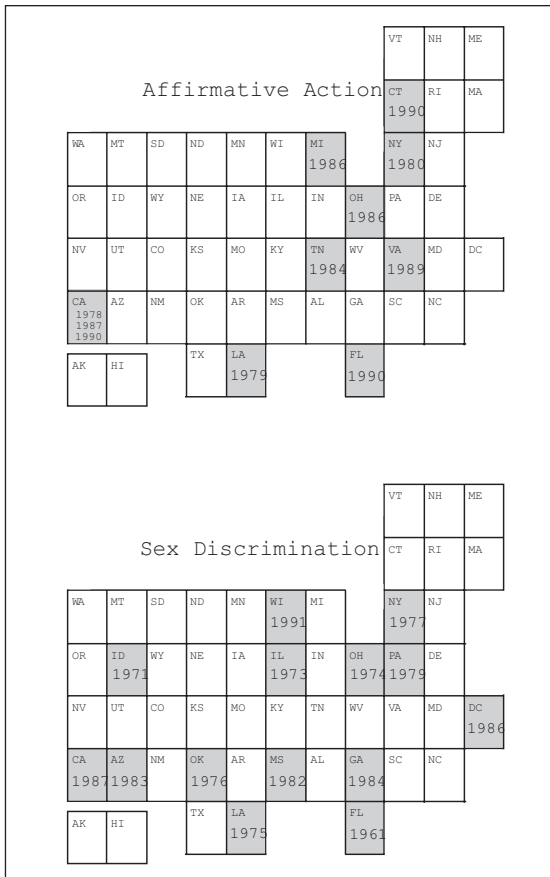 VT NH ME
Affirmative Action CT RI MA
1990
WA MT SD ND MN WI MI NY NJ
1986 1980
OR ID WY NE IA IL IN OH PA DE
1986
NV UT CO KS MO KY TN WV VA MD DC
1984 1989
CA AZ NM OK AR MS AL GA SC NC
1978
1987
1990
AK HI TX LA FL
1979 1990
VT NH ME
Sex Discrimination CT RI MA
WA MT SD ND MN WI MI NY NJ
1991 1977
OR ID WY NE IA IL IN OH PA DE
1971 1973 1974 1979
NV UT CO KS MO KY TN WV VA MD DC
1986
CA AZ NM OK AR MS AL GA SC NC
1987 1983 1976 1982 1984
AK HI TX LA FL
1975 1961